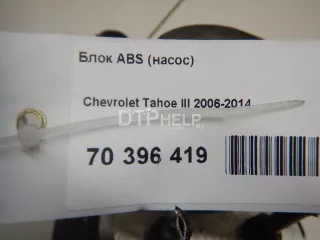 Блок ABS (насос)
Chevrolet Tahoe III 2006-2014
DTPHELP
70 396 419